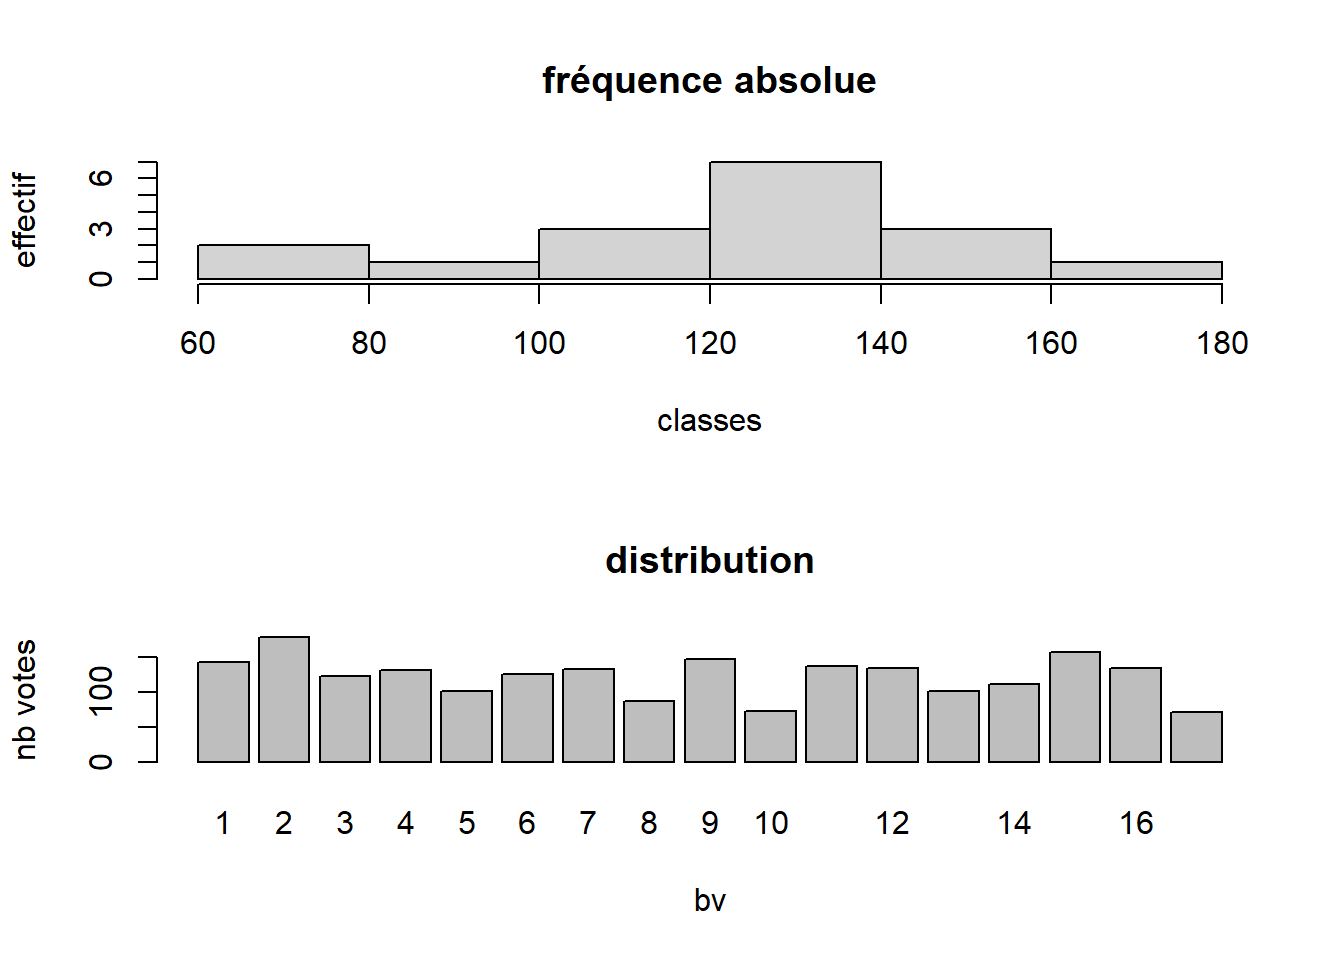 fréquence absolue
effectif
6
3
0
60 80 100 120 140 160 180
classes
distribution
nb votes
100
0
1 2 3 4 5 6 7 8 9 10 12 14 16
bv